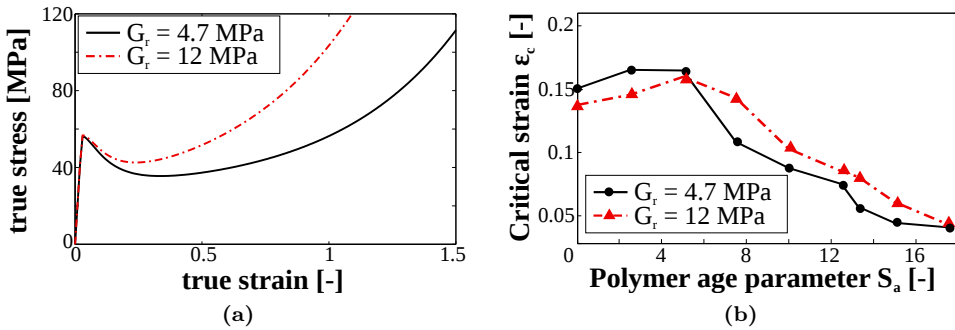 120
80
40
0
true stress [MPa]
G_r = 4.7 MPa
G_r = 12 MPa
0
0.5
1
1.5
true strain [-]
(a)
0.2
0.15
0.1
0.05
Critical strain ε_c [-]
G_r = 4.7 MPa
G_r = 12 MPa
0
4
8
12
16
Polymer age parameter S_a [-]
(b)